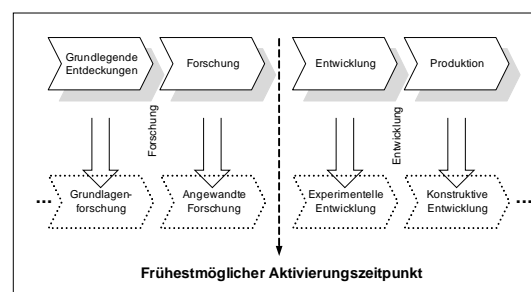 Grundlegende
Entdeckungen
Forschung
Entwicklung
Produktion
Forschung
Entwicklung
...
Grundlagen-
forschung
Angewandte
Forschung
Experimentelle
Entwicklung
Konstruktive
Entwicklung
...
Frühestmöglicher Aktivierungszeitpunkt